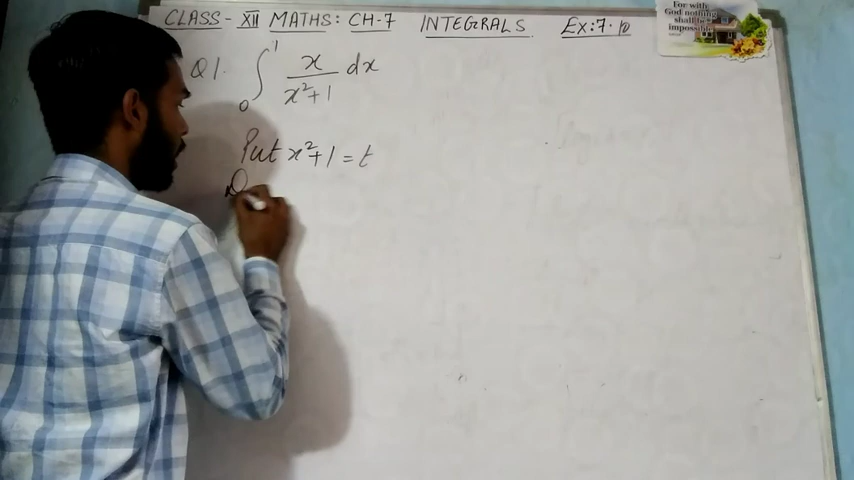 CLASS - XII MATHS: CH-7 INTEGRALS Ex: 7.10
For with
God nothing
shall be
impossible
Q1. ∫₀¹ x/(x²+1) dx
Put x²+1 = t
D